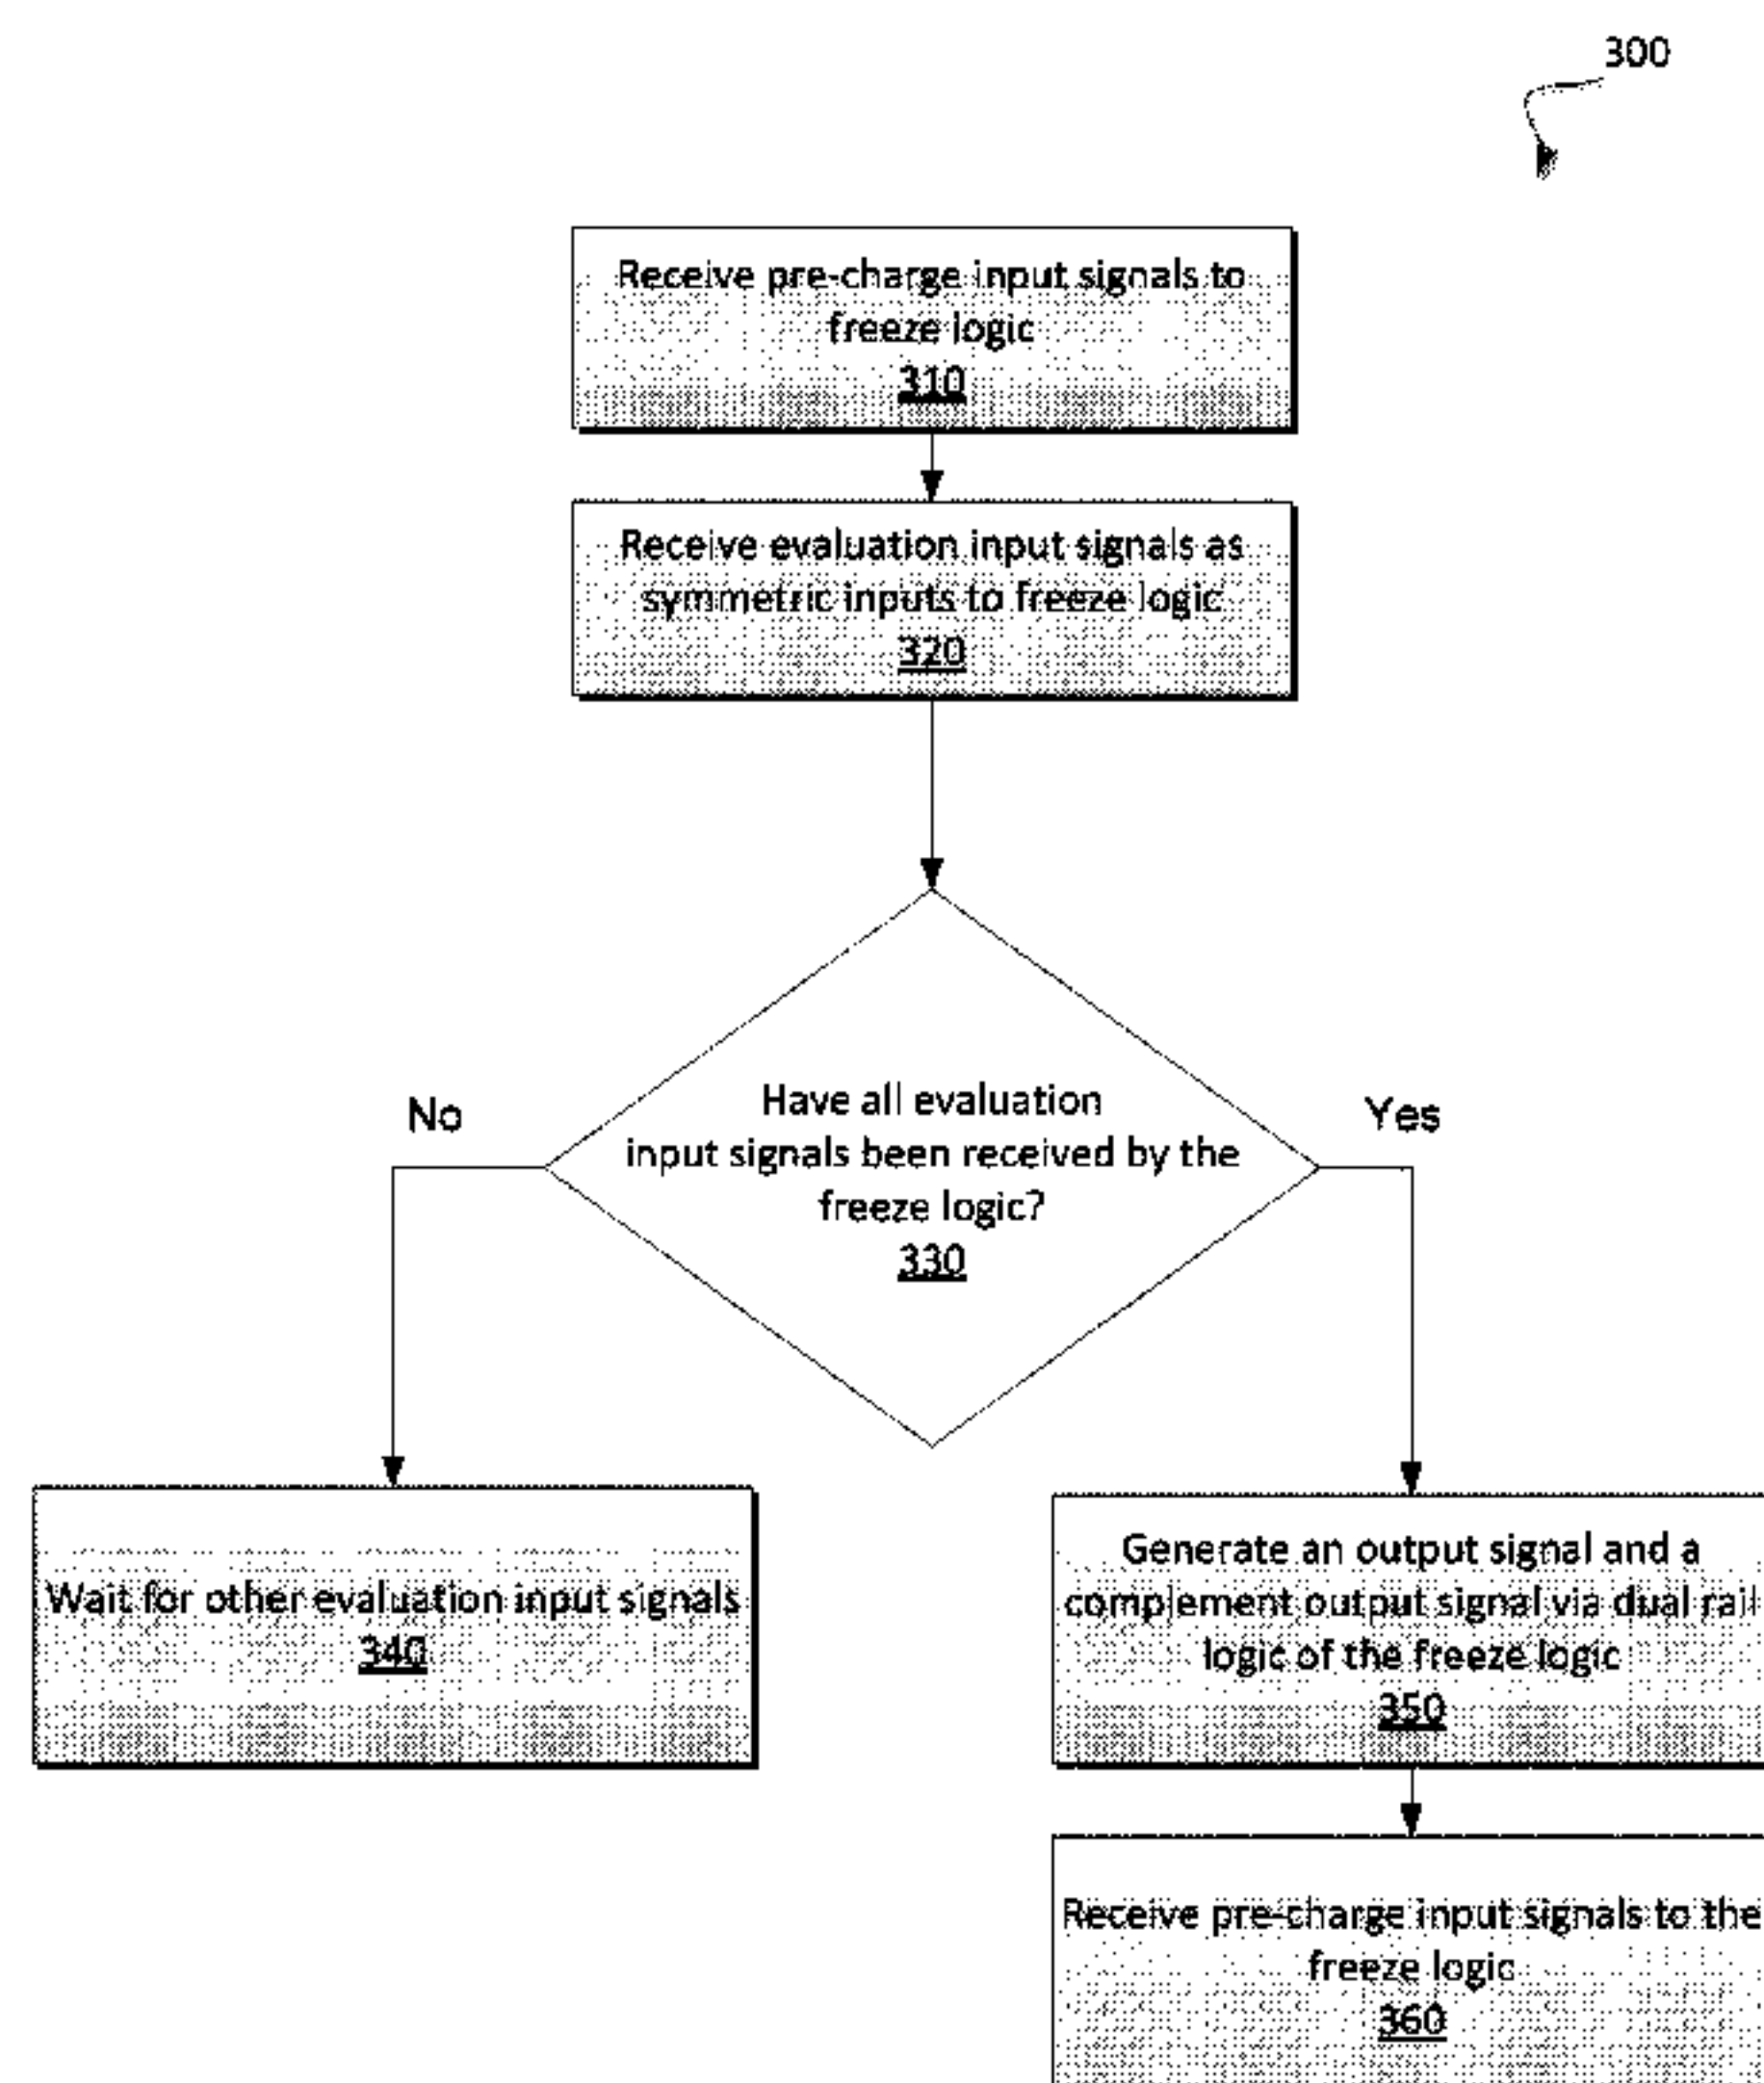 300
Receive pre-charge input signals to
freeze logic
310
Receive evaluation input signals as
symmetric inputs to freeze logic
320
Have all evaluation
input signals been received by the
freeze logic?
330
No
Yes
Wait for other evaluation input signals
340
Generate an output signal and a
complement output signal via dual rail
logic of the freeze logic
350
Receive pre-charge input signals to the
freeze logic
360